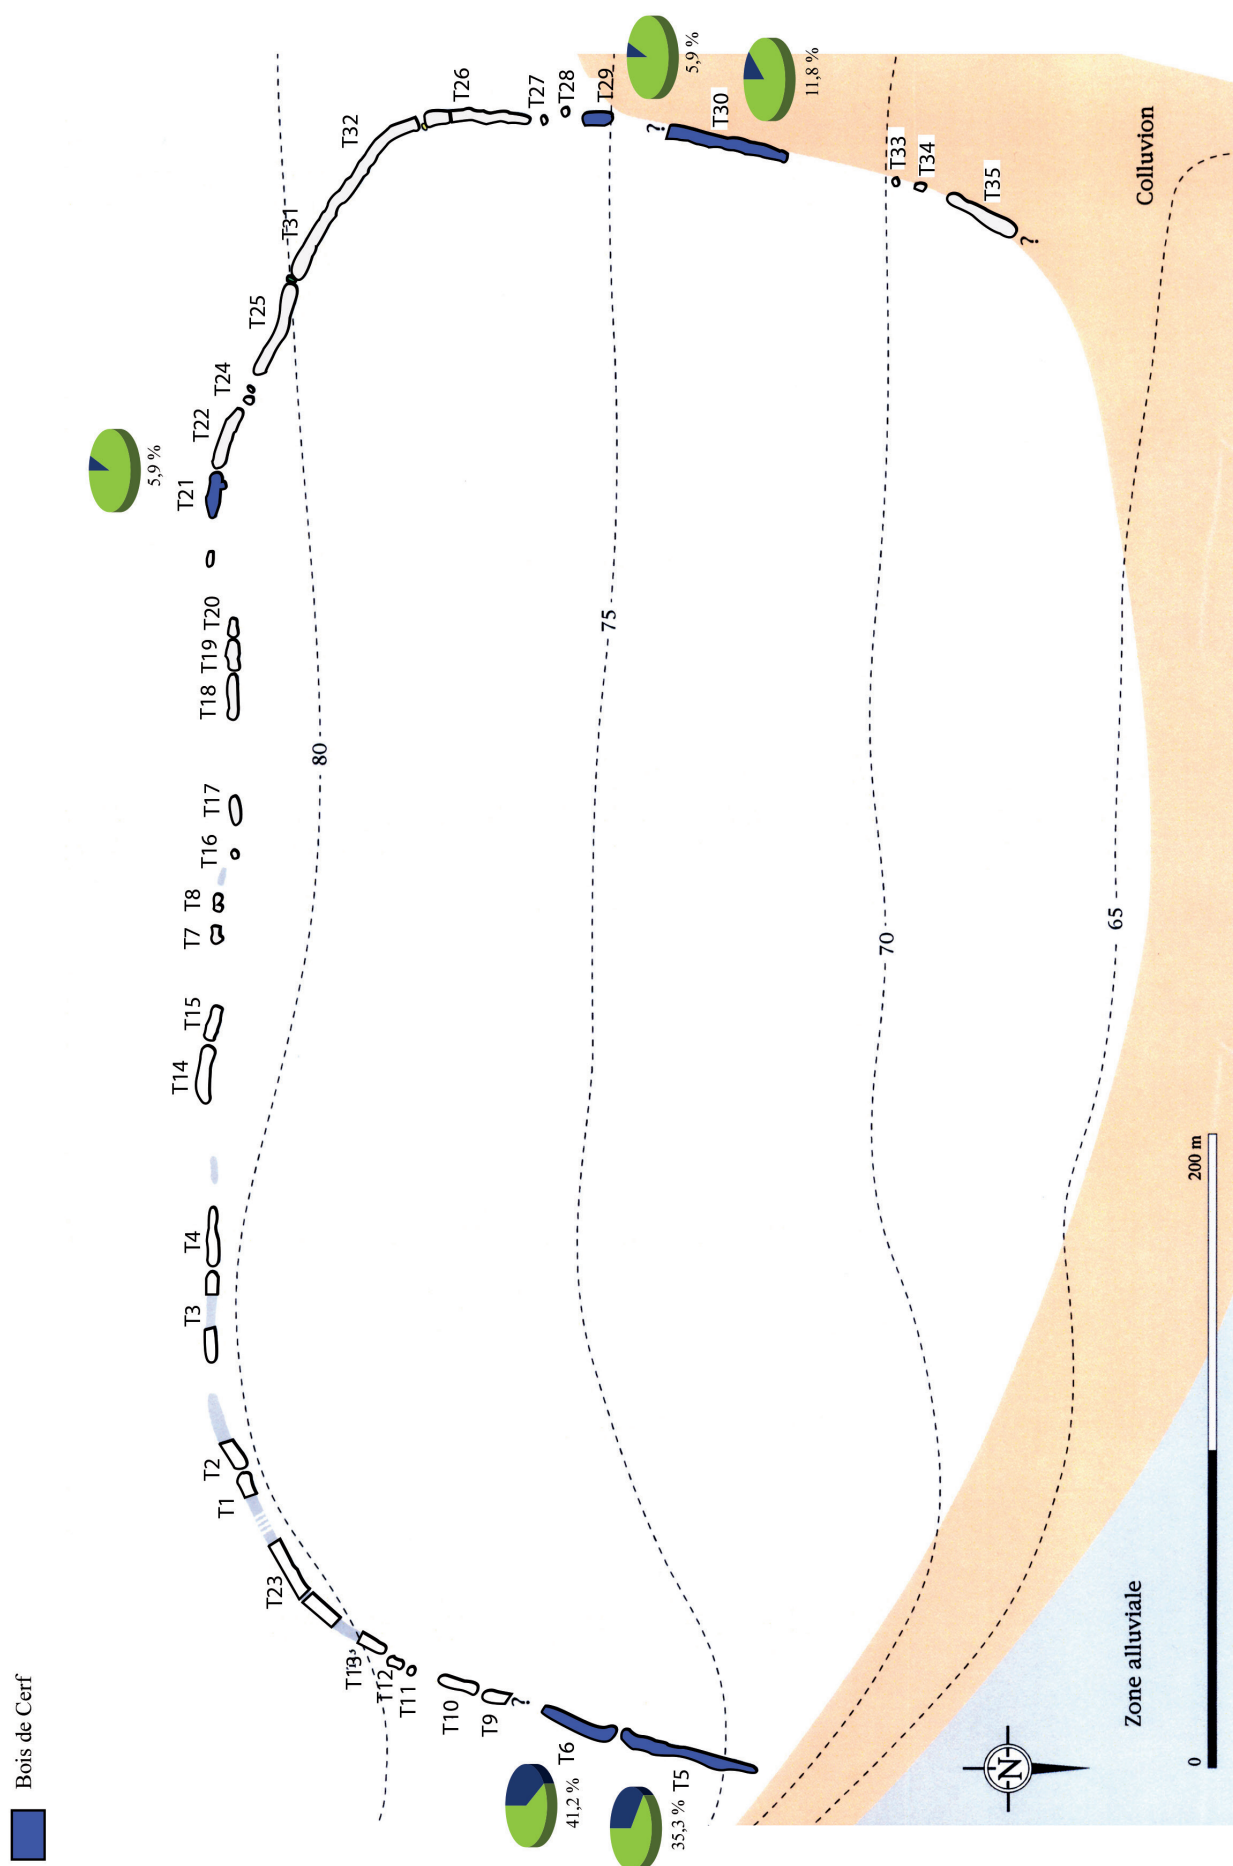 Bois de Cerf
41,2 %
35,3 %
5,9 %
5,9 %
11,8 %
T5
T6
?
T9
T10
T11
T12
T23
T1
T2
T3
T4
T14
T15
T7
T8
T16
T17
T18
T19
T20
T21
T22
T24
T25
T31
T32
T26
T27
T28
T29
?
T30
T33
T34
T35
?
80
75
70
65
Zone alluviale
Colluvion
N
0
200 m